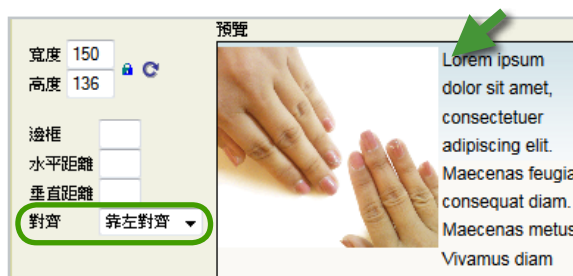 預覽
寬度 150
高度 136
邊框
水平距離
垂直距離
對齊 靠左對齊
Lorem ipsum
dolor sit amet,
consectetuer
adipiscing elit.
Maecenas feugia
consequat diam.
Maecenas metus
Vivamus diam